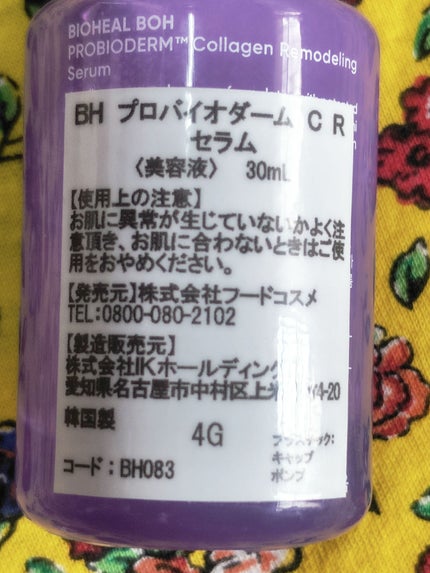 BIOHEAL BOH
PROBIODERM™ Collagen Remodeling
Serum
BH プロバイオダーム CR
セラム
〈美容液〉 30mL
【使用上の注意】
お肌に異常が生じていないかよく注
意頂き、お肌に合わないときはご使
用をおやめください。
【発売元】株式会社フードコスメ
TEL:0800-080-2102
【製造販売元】
株式会社IKホールディング
愛知県名古屋市中村区上米 4-20
韓国製
4G
プラスチック:
キャップ
ポンプ
コード:BH083